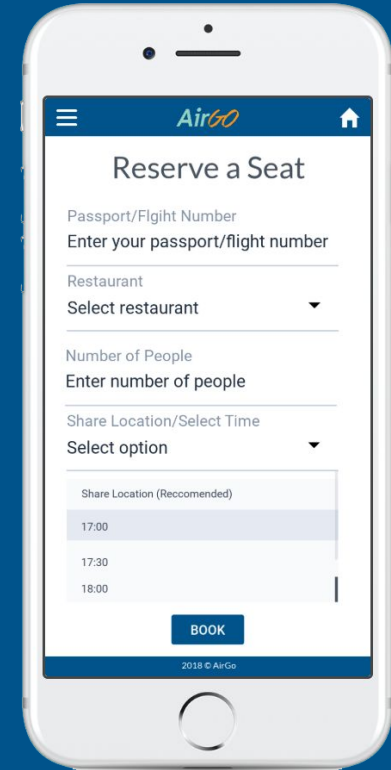 AirGO
Reserve a Seat
Passport/Flgiht Number
Enter your passport/flight number
Restaurant
Select restaurant
Number of People
Enter number of people
Share Location/Select Time
Select option
Share Location (Reccomended)
17:00
17:30
18:00
BOOK
2018 © AirGo